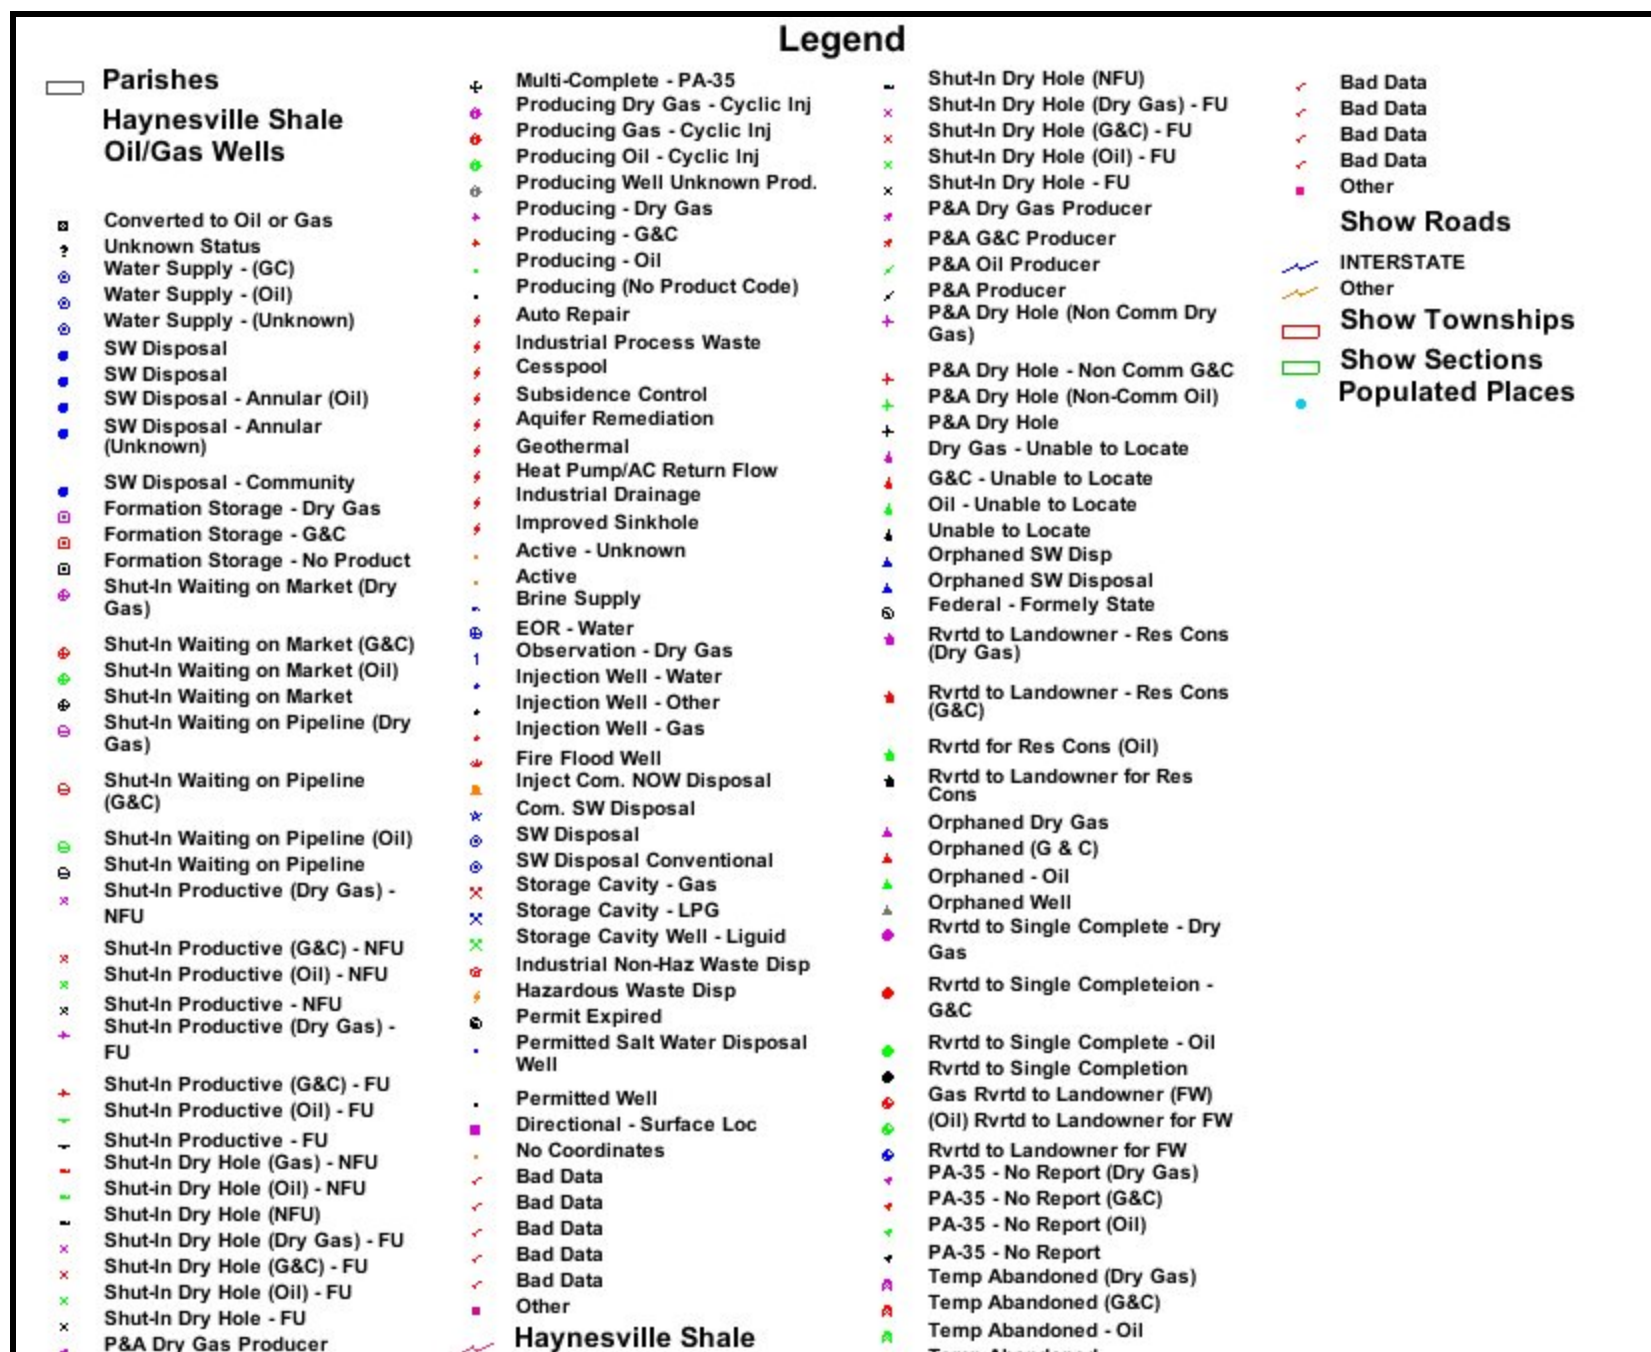 Legend
Parishes
Haynesville Shale
Oil/Gas Wells
Converted to Oil or Gas
Unknown Status
Water Supply - (GC)
Water Supply - (Oil)
Water Supply - (Unknown)
SW Disposal
SW Disposal
SW Disposal - Annular (Oil)
SW Disposal - Annular
(Unknown)
SW Disposal - Community
Formation Storage - Dry Gas
Formation Storage - G&C
Formation Storage - No Product
Shut-In Waiting on Market (Dry
Gas)
Shut-In Waiting on Market (G&C)
Shut-In Waiting on Market (Oil)
Shut-In Waiting on Market
Shut-In Waiting on Pipeline (Dry
Gas)
Shut-In Waiting on Pipeline
(G&C)
Shut-In Waiting on Pipeline (Oil)
Shut-In Waiting on Pipeline
Shut-In Productive (Dry Gas) -
NFU
Shut-In Productive (G&C) - NFU
Shut-In Productive (Oil) - NFU
Shut-In Productive - NFU
Shut-In Productive (Dry Gas) -
FU
Shut-In Productive (G&C) - FU
Shut-In Productive (Oil) - FU
Shut-In Productive - FU
Shut-In Dry Hole (Gas) - NFU
Shut-in Dry Hole (Oil) - NFU
Shut-In Dry Hole (NFU)
Shut-In Dry Hole (Dry Gas) - FU
Shut-In Dry Hole (G&C) - FU
Shut-In Dry Hole (Oil) - FU
Shut-In Dry Hole - FU
P&A Dry Gas Producer
Multi-Complete - PA-35
Producing Dry Gas - Cyclic Inj
Producing Gas - Cyclic Inj
Producing Oil - Cyclic Inj
Producing Well Unknown Prod.
Producing - Dry Gas
Producing - G&C
Producing - Oil
Producing (No Product Code)
Auto Repair
Industrial Process Waste
Cesspool
Subsidence Control
Aquifer Remediation
Geothermal
Heat Pump/AC Return Flow
Industrial Drainage
Improved Sinkhole
Active - Unknown
Active
Brine Supply
EOR - Water
Observation - Dry Gas
Injection Well - Water
Injection Well - Other
Injection Well - Gas
Fire Flood Well
Inject Com. NOW Disposal
Com. SW Disposal
SW Disposal
SW Disposal Conventional
Storage Cavity - Gas
Storage Cavity - LPG
Storage Cavity Well - Liguid
Industrial Non-Haz Waste Disp
Hazardous Waste Disp
Permit Expired
Permitted Salt Water Disposal
Well
Permitted Well
Directional - Surface Loc
No Coordinates
Bad Data
Bad Data
Bad Data
Bad Data
Bad Data
Other
Haynesville Shale
Shut-In Dry Hole (NFU)
Shut-In Dry Hole (Dry Gas) - FU
Shut-In Dry Hole (G&C) - FU
Shut-In Dry Hole (Oil) - FU
Shut-In Dry Hole - FU
P&A Dry Gas Producer
P&A G&C Producer
P&A Oil Producer
P&A Producer
P&A Dry Hole (Non Comm Dry
Gas)
P&A Dry Hole - Non Comm G&C
P&A Dry Hole (Non-Comm Oil)
P&A Dry Hole
Dry Gas - Unable to Locate
G&C - Unable to Locate
Oil - Unable to Locate
Unable to Locate
Orphaned SW Disp
Orphaned SW Disposal
Federal - Formely State
Rvrtd to Landowner - Res Cons
(Dry Gas)
Rvrtd to Landowner - Res Cons
(G&C)
Rvrtd for Res Cons (Oil)
Rvrtd to Landowner for Res
Cons
Orphaned Dry Gas
Orphaned (G & C)
Orphaned - Oil
Orphaned Well
Rvrtd to Single Complete - Dry
Gas
Rvrtd to Single Completeion -
G&C
Rvrtd to Single Complete - Oil
Rvrtd to Single Completion
Gas Rvrtd to Landowner (FW)
(Oil) Rvrtd to Landowner for FW
Rvrtd to Landowner for FW
PA-35 - No Report (Dry Gas)
PA-35 - No Report (G&C)
PA-35 - No Report (Oil)
PA-35 - No Report
Temp Abandoned (Dry Gas)
Temp Abandoned (G&C)
Temp Abandoned - Oil
Temp Abandoned
Bad Data
Bad Data
Bad Data
Bad Data
Other
Show Roads
INTERSTATE
Other
Show Townships
Show Sections
Populated Places